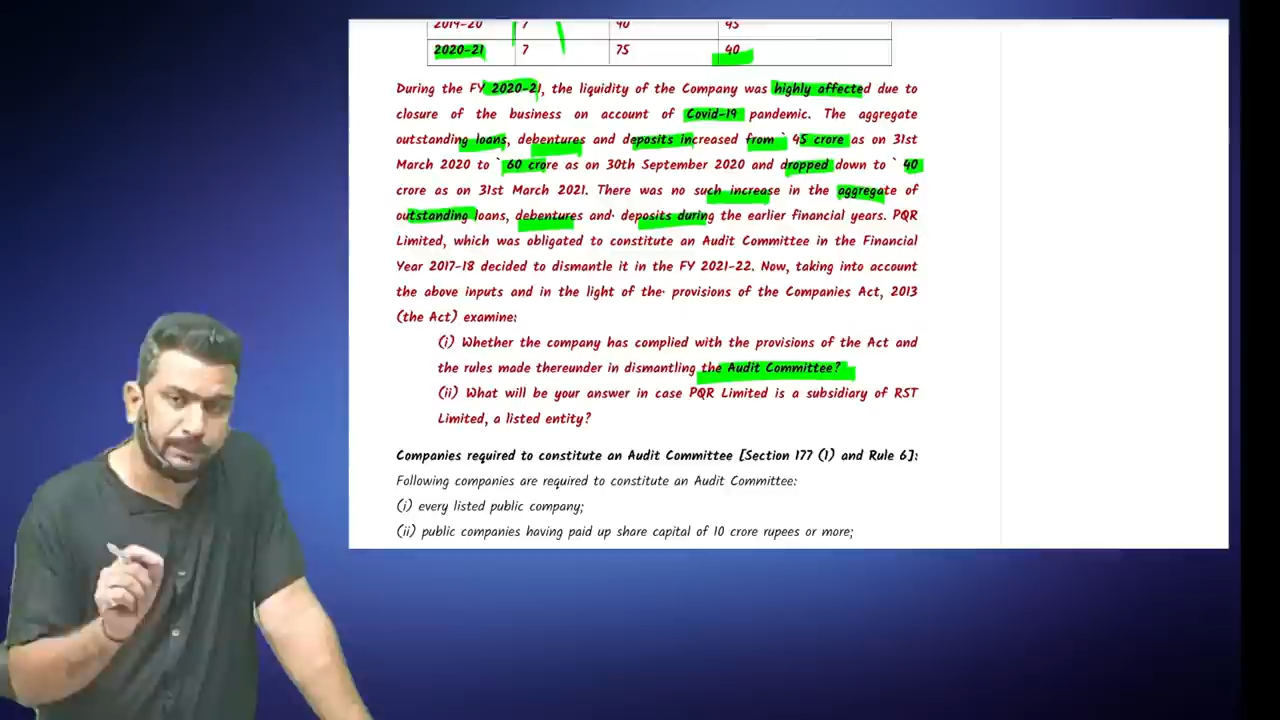 2019-20 7 90 45
2020-21 7 75 40
During the FY 2020-21, the liquidity of the Company was highly affected due to
closure of the business on account of Covid-19 pandemic. The aggregate
outstanding loans, debentures and deposits increased from ` 45 crore as on 31st
March 2020 to ` 60 crore as on 30th September 2020 and dropped down to ` 40
crore as on 31st March 2021. There was no such increase in the aggregate of
outstanding loans, debentures and deposits during the earlier financial years. PQR
Limited, which was obligated to constitute an Audit Committee in the Financial
Year 2017-18 decided to dismantle it in the FY 2021-22. Now, taking into account
the above inputs and in the light of the provisions of the Companies Act, 2013
(the Act) examine:
(i) Whether the company has complied with the provisions of the Act and
the rules made thereunder in dismantling the Audit Committee?
(ii) What will be your answer in case PQR Limited is a subsidiary of RST
Limited, a listed entity?
Companies required to constitute an Audit Committee [Section 177 (1) and Rule 6]:
Following companies are required to constitute an Audit Committee:
(i) every listed public company;
(ii) public companies having paid up share capital of 10 crore rupees or more;